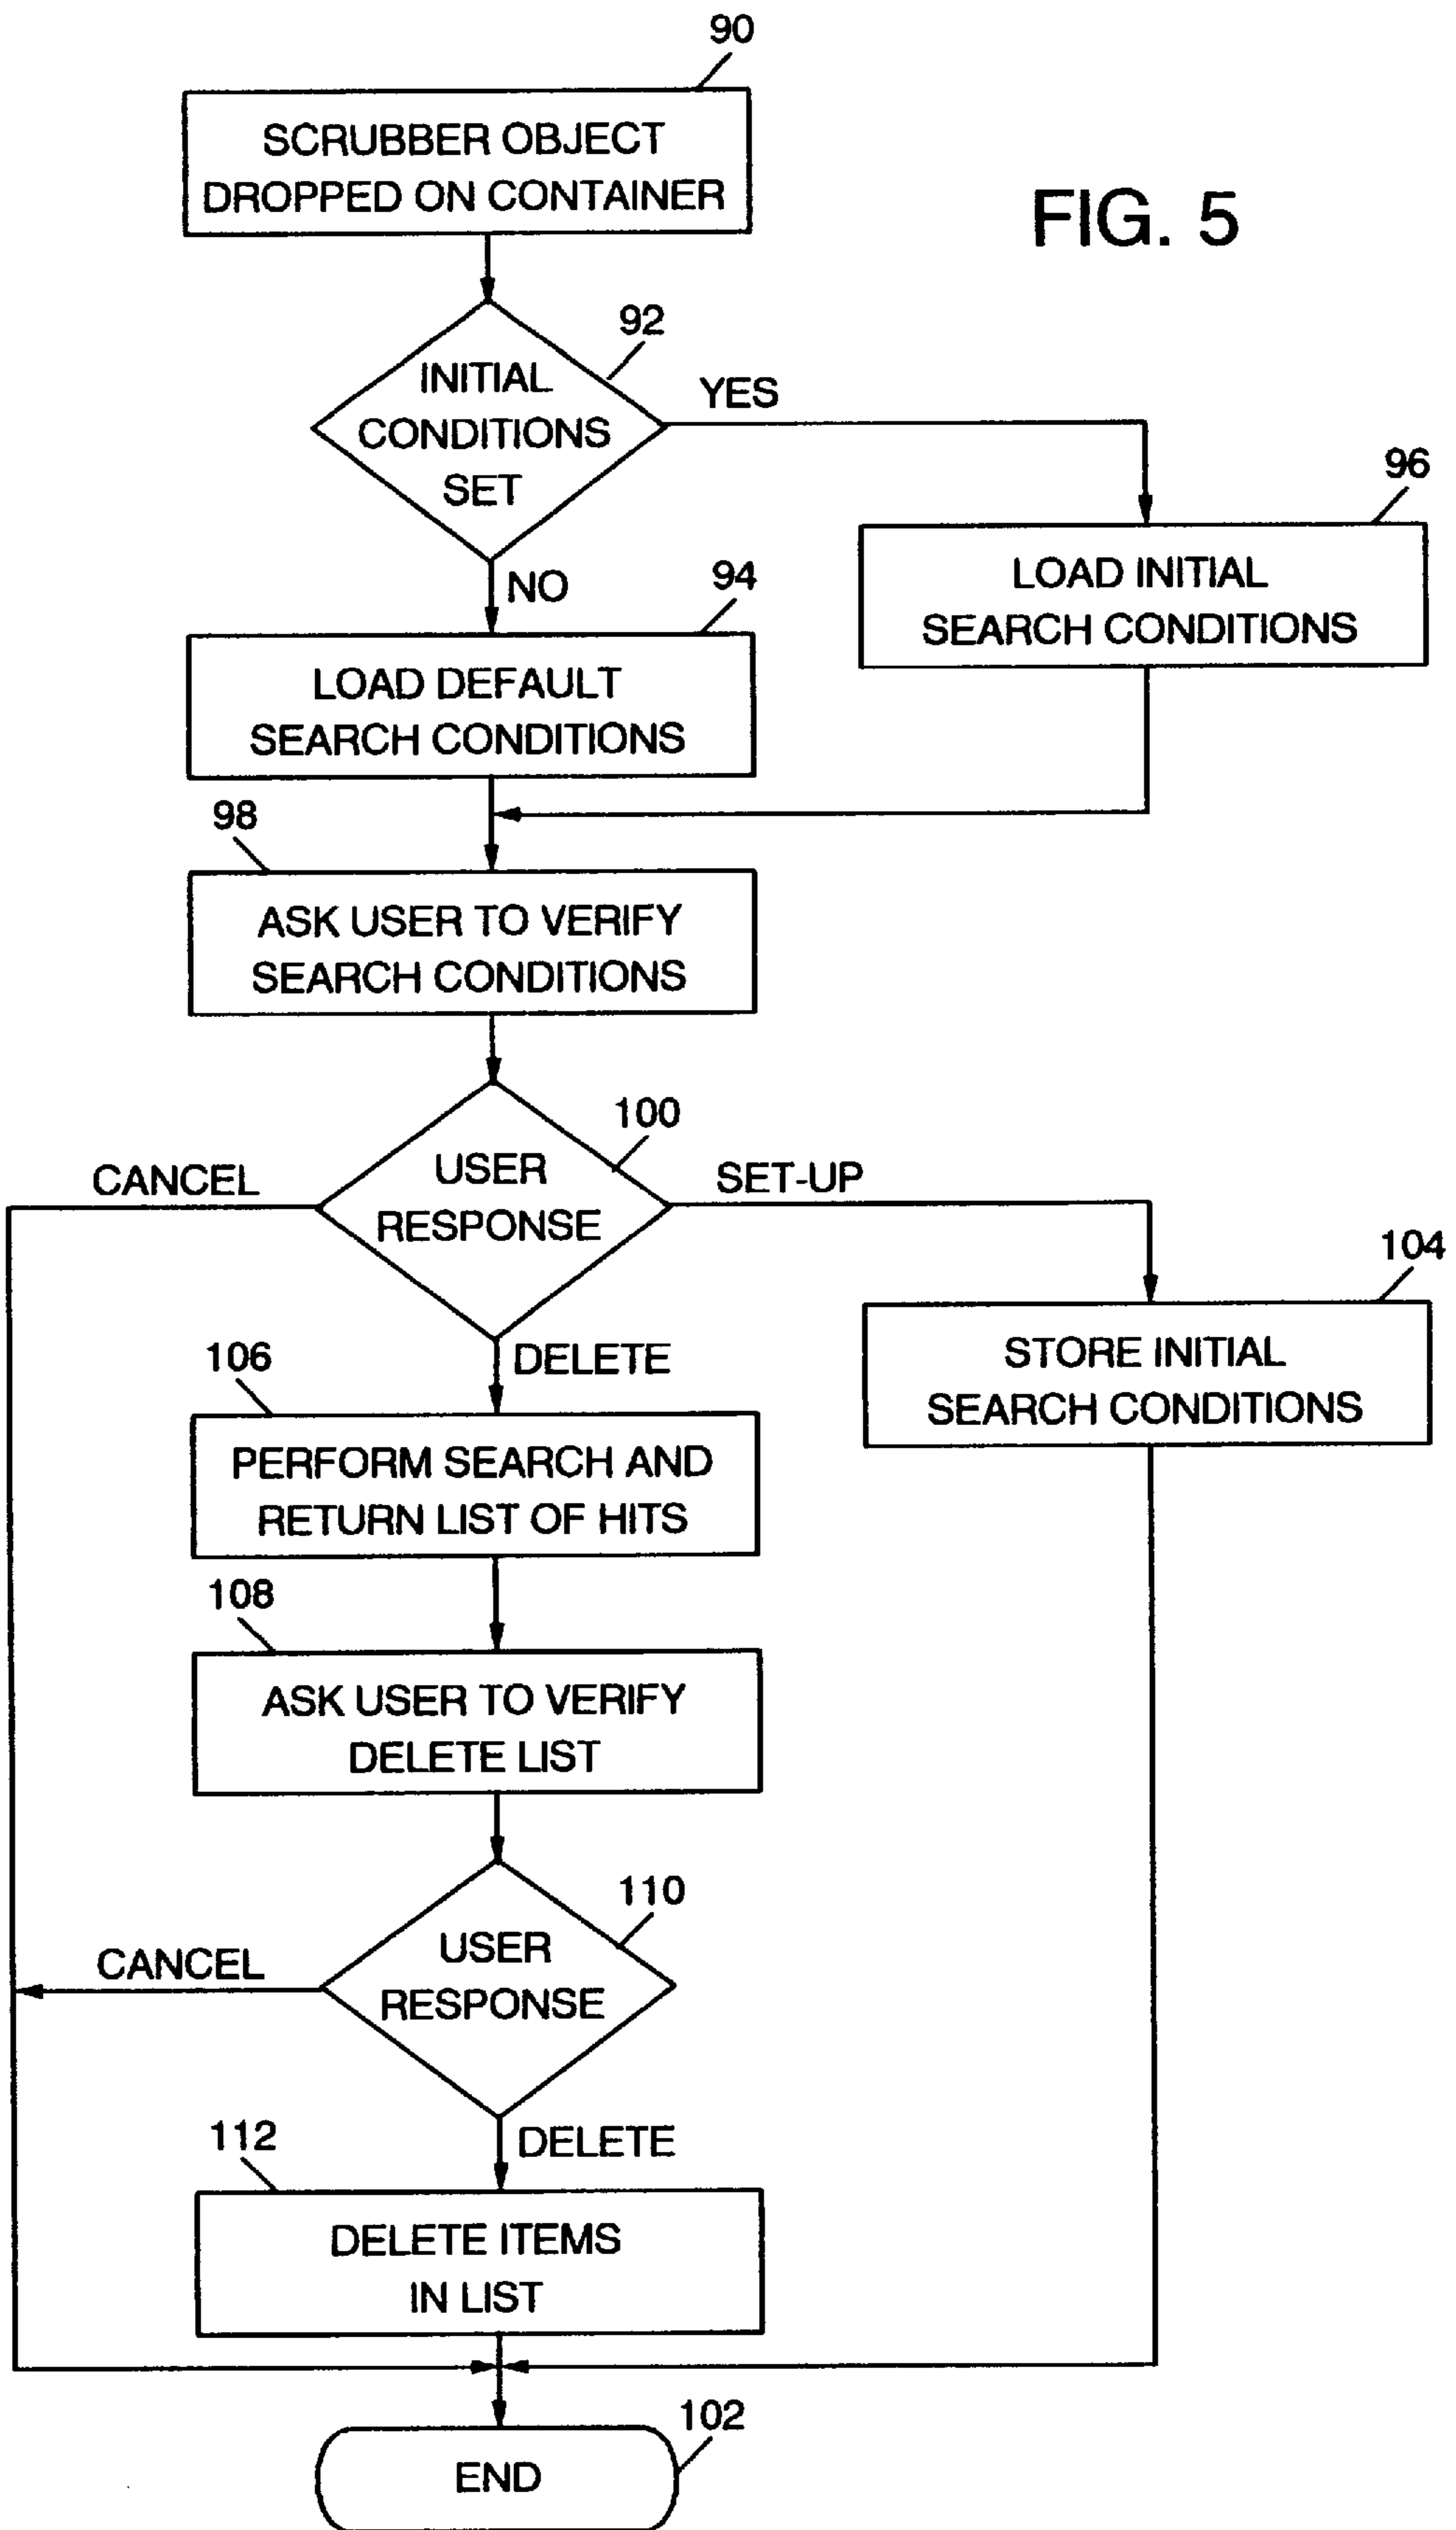 90
SCRUBBER OBJECT
DROPPED ON CONTAINER
FIG. 5
92
INITIAL
CONDITIONS
SET
YES
96
LOAD INITIAL
SEARCH CONDITIONS
NO
94
LOAD DEFAULT
SEARCH CONDITIONS
98
ASK USER TO VERIFY
SEARCH CONDITIONS
100
USER
RESPONSE
CANCEL
SET-UP
104
STORE INITIAL
SEARCH CONDITIONS
DELETE
106
PERFORM SEARCH AND
RETURN LIST OF HITS
108
ASK USER TO VERIFY
DELETE LIST
110
USER
RESPONSE
CANCEL
DELETE
112
DELETE ITEMS
IN LIST
102
END